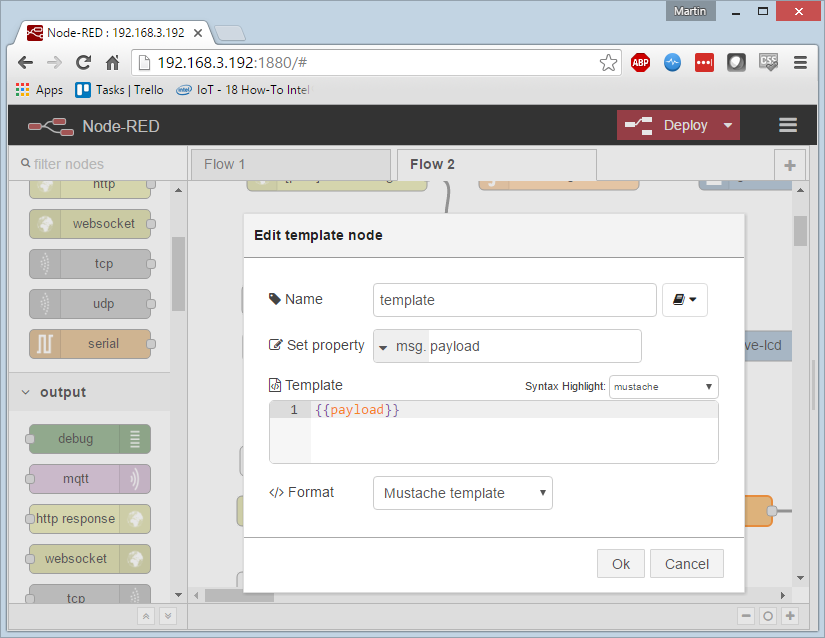 Martin
Node-RED : 192.168.3.192
192.168.3.192:1880/#
ABP
CSC
Apps
Tasks | Trello
IoT - 18 How-To Intel
Node-RED
Deploy
filter nodes
Flow 1
Flow 2
http
websocket
tcp
udp
serial
output
debug
mqtt
http response
websocket
tcp
Edit template node
Name
template
Set property
msg. payload
Template
Syntax Highlight: mustache
1 {{payload}}
Format
Mustache template
Ok
Cancel
ve-lcd